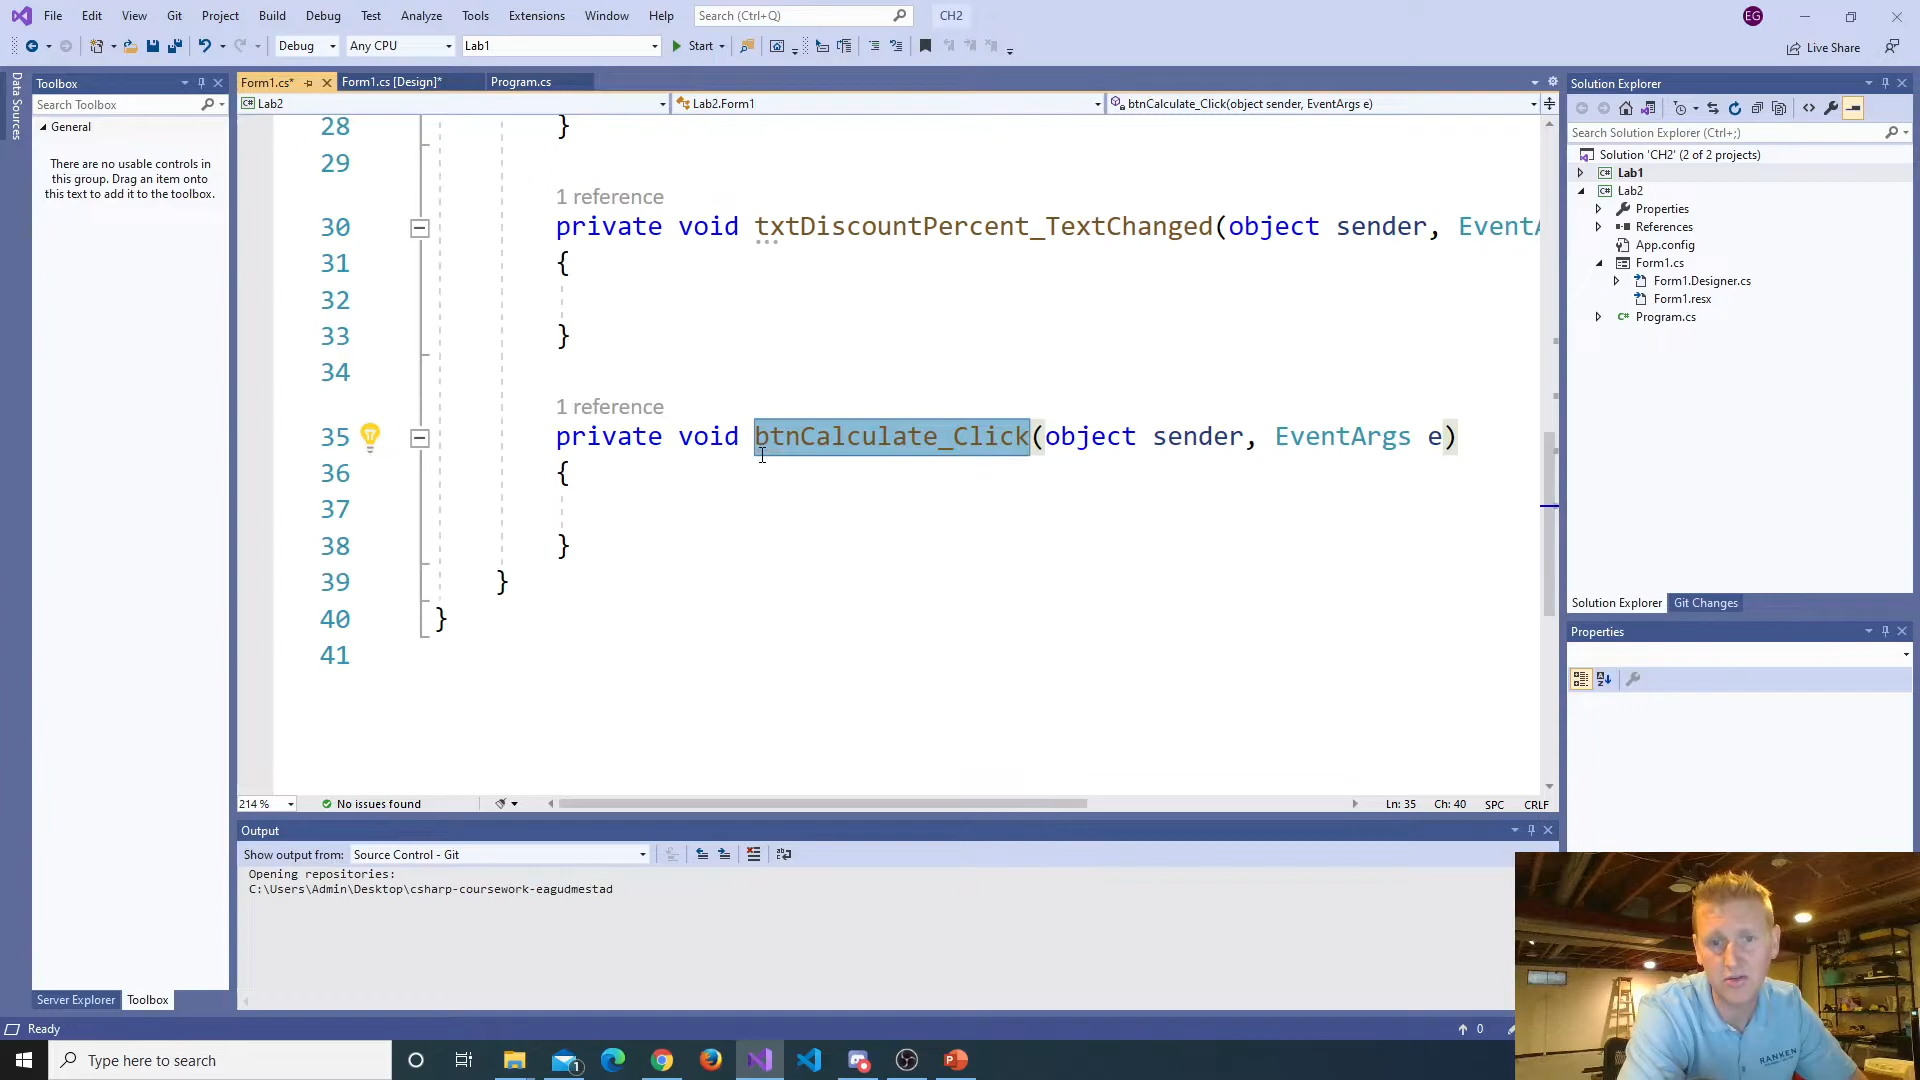 File Edit View Git Project Build Debug Test Analyze Tools Extensions Window Help Search (Ctrl+Q) CH2 EG
Debug Any CPU Lab1 Start Live Share
Data Sources
Toolbox
Search Toolbox
General
There are no usable controls in
this group. Drag an item onto
this text to add it to the toolbox.
Server Explorer Toolbox
Form1.cs* Form1.cs [Design]* Program.cs
Lab2 Lab2.Form1 btnCalculate_Click(object sender, EventArgs e)
28 }
29
1 reference
30 private void txtDiscountPercent_TextChanged(object sender, EventA
31 {
32
33 }
34
1 reference
35 private void btnCalculate_Click(object sender, EventArgs e)
36 {
37
38 }
39 }
40 }
41
214 % No issues found Ln: 35 Ch: 40 SPC CRLF
Output
Show output from: Source Control - Git
Opening repositories:
C:\Users\Admin\Desktop\csharp-coursework-eagudmestad
Solution Explorer
Search Solution Explorer (Ctrl+;)
Solution 'CH2' (2 of 2 projects)
Lab1
Lab2
Properties
References
App.config
Form1.cs
Form1.Designer.cs
Form1.resx
Program.cs
Solution Explorer Git Changes
Properties
Ready 0
Type here to search
1
RANKEN